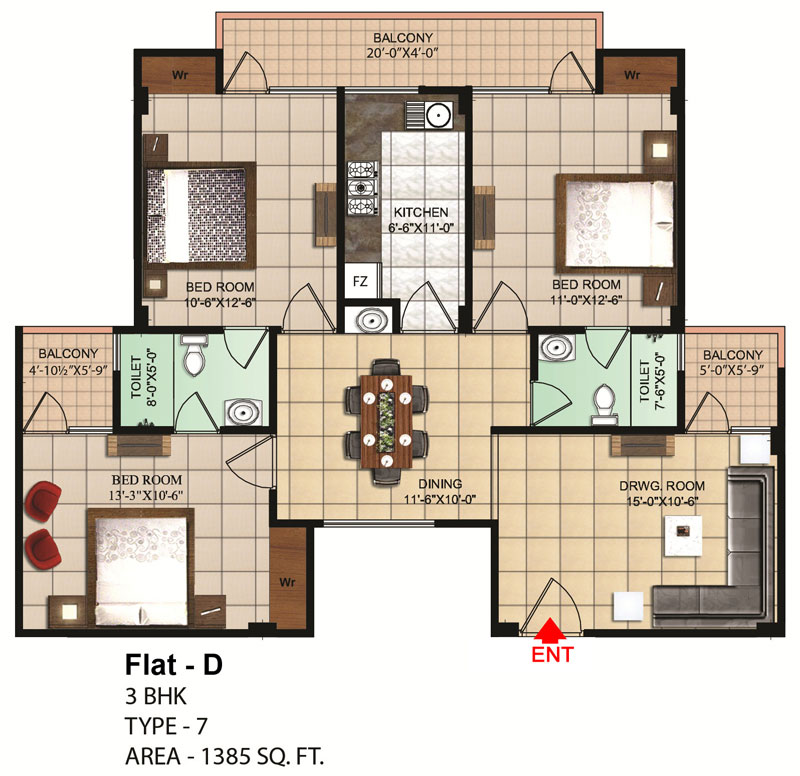 BALCONY
20'-0"X4'-0"
Wr
Wr
KITCHEN
6'-6"X11'-0"
FZ
BED ROOM
10'-6"X12'-6"
BED ROOM
11'-0"X12'-6"
BALCONY
4'-10½"X5'-9"
TOILET
8'-0"X5'-0"
TOILET
7'-6"X5'-0"
BALCONY
5'-0"X5'-9"
BED ROOM
13'-3"X10'-6"
DINING
11'-6"X10'-0"
DRWG. ROOM
15'-0"X10'-6"
Wr
ENT
Flat - D
3 BHK
TYPE - 7
AREA - 1385 SQ. FT.